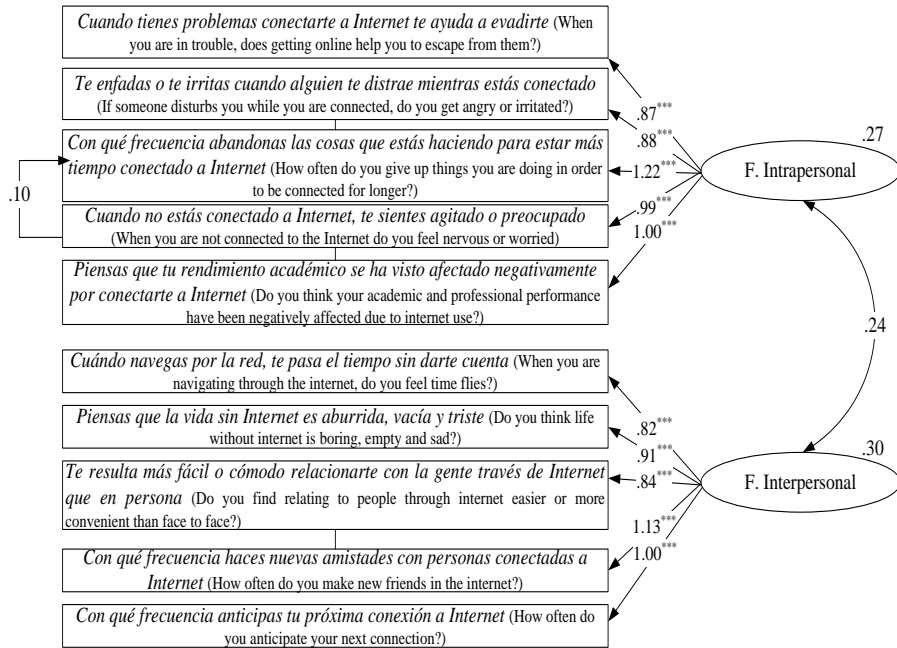 Cuando tienes problemas conectarte a Internet te ayuda a evadirte (When
you are in trouble, does getting online help you to escape from them?)
Te enfadas o te irritas cuando alguien te distrae mientras estás conectado
(If someone disturbs you while you are connected, do you get angry or irritated?)
Con qué frecuencia abandonas las cosas que estás haciendo para estar más
tiempo conectado a Internet (How often do you give up things you are doing in order
to be connected for longer?)
Cuando no estás conectado a Internet, te sientes agitado o preocupado
(When you are not connected to the Internet do you feel nervous or worried)
Piensas que tu rendimiento académico se ha visto afectado negativamente
por conectarte a Internet (Do you think your academic and professional performance
have been negatively affected due to internet use?)
.10
.87***
.88***
1.22***
.99***
1.00***
.27
F. Intrapersonal
.24
Cuándo navegas por la red, te pasa el tiempo sin darte cuenta (When you are
navigating through the internet, do you feel time flies?)
Piensas que la vida sin Internet es aburrida, vacía y triste (Do you think life
without internet is boring, empty and sad?)
Te resulta más fácil o cómodo relacionarte con la gente través de Internet
que en persona (Do you find relating to people through internet easier or more
convenient than face to face?)
Con qué frecuencia haces nuevas amistades con personas conectadas a
Internet (How often do you make new friends in the internet?)
Con qué frecuencia anticipas tu próxima conexión a Internet (How often do
you anticipate your next connection?)
.82***
.91***
.84***
1.13***
1.00***
.30
F. Interpersonal